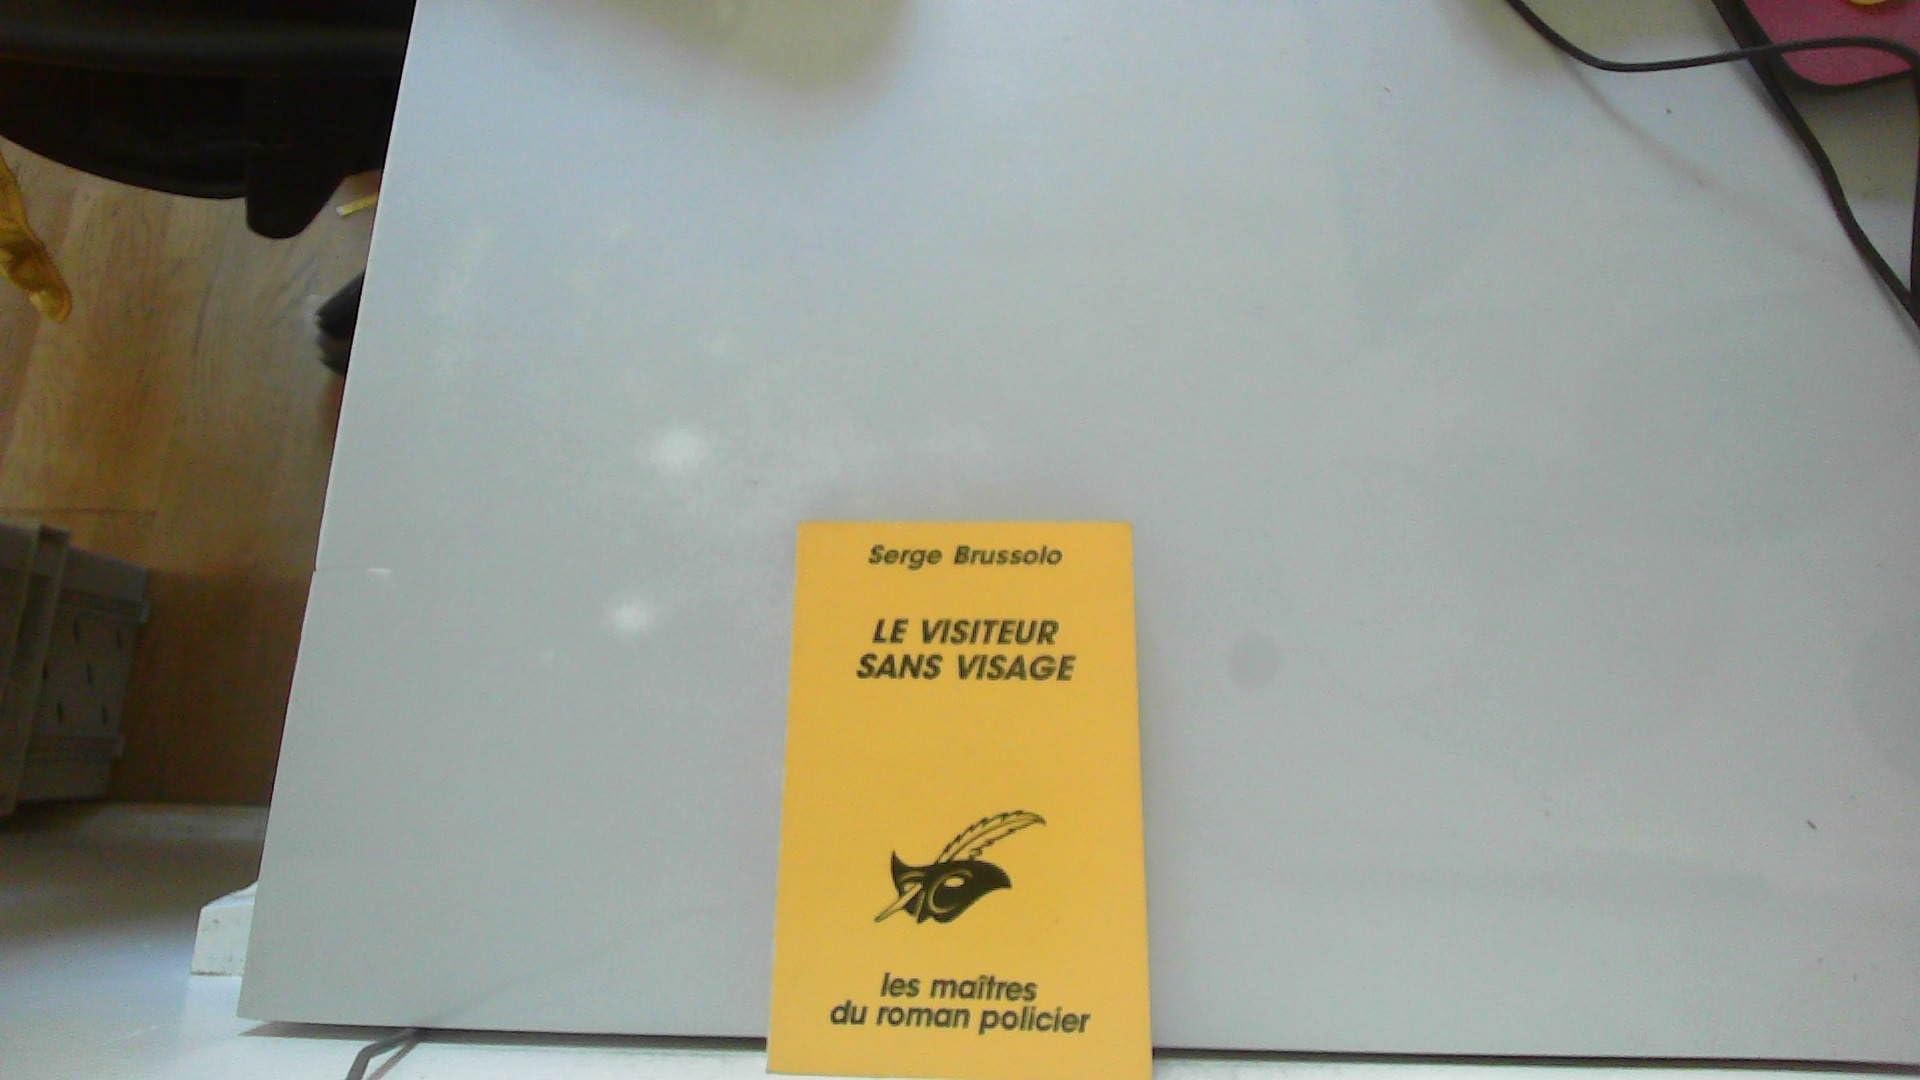 Serge Brussolo
LE VISITEUR
SANS VISAGE
les maîtres
du roman policier